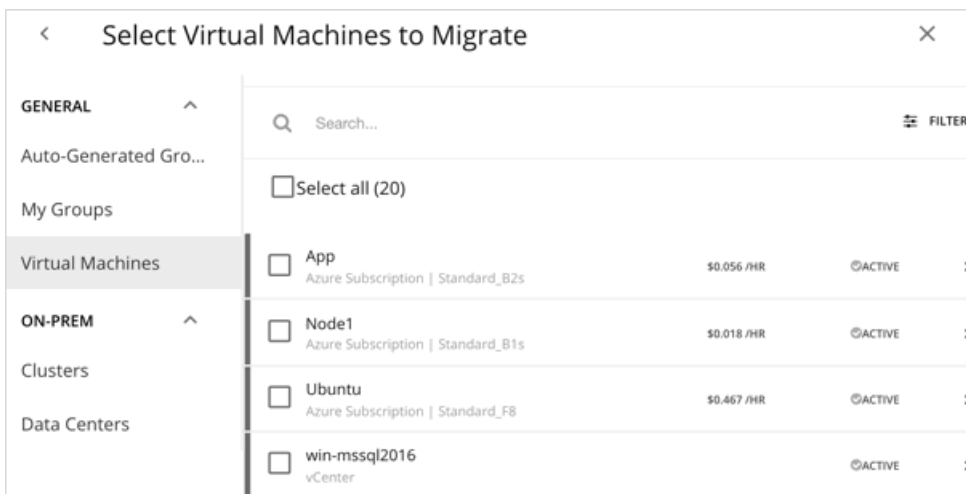 Select Virtual Machines to Migrate
GENERAL
Auto-Generated Gro...
My Groups
Virtual Machines
ON-PREM
Clusters
Data Centers
Search...
FILTER
Select all (20)
App
Azure Subscription | Standard_B2s
$0.056 /HR
ACTIVE
Node1
Azure Subscription | Standard_B1s
$0.018 /HR
ACTIVE
Ubuntu
Azure Subscription | Standard_F8
$0.467 /HR
ACTIVE
win-mssql2016
vCenter
ACTIVE